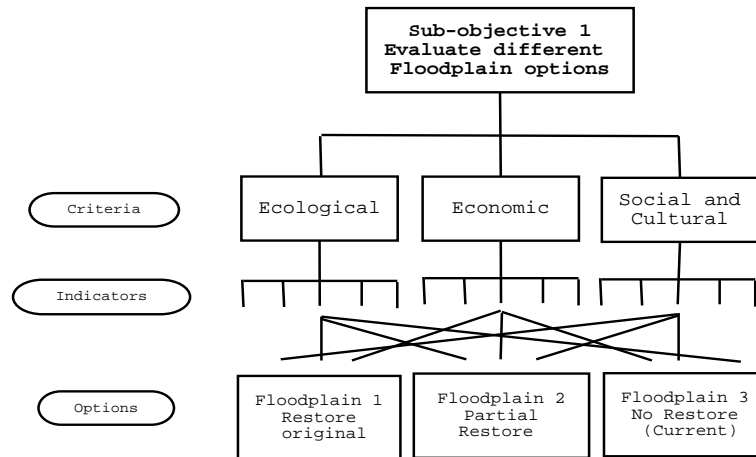 Sub-objective 1
Evaluate different
Floodplain options
Criteria
Ecological
Economic
Social and
Cultural
Indicators
Options
Floodplain 1
Restore
original
Floodplain 2
Partial
Restore
Floodplain 3
No Restore
(Current)